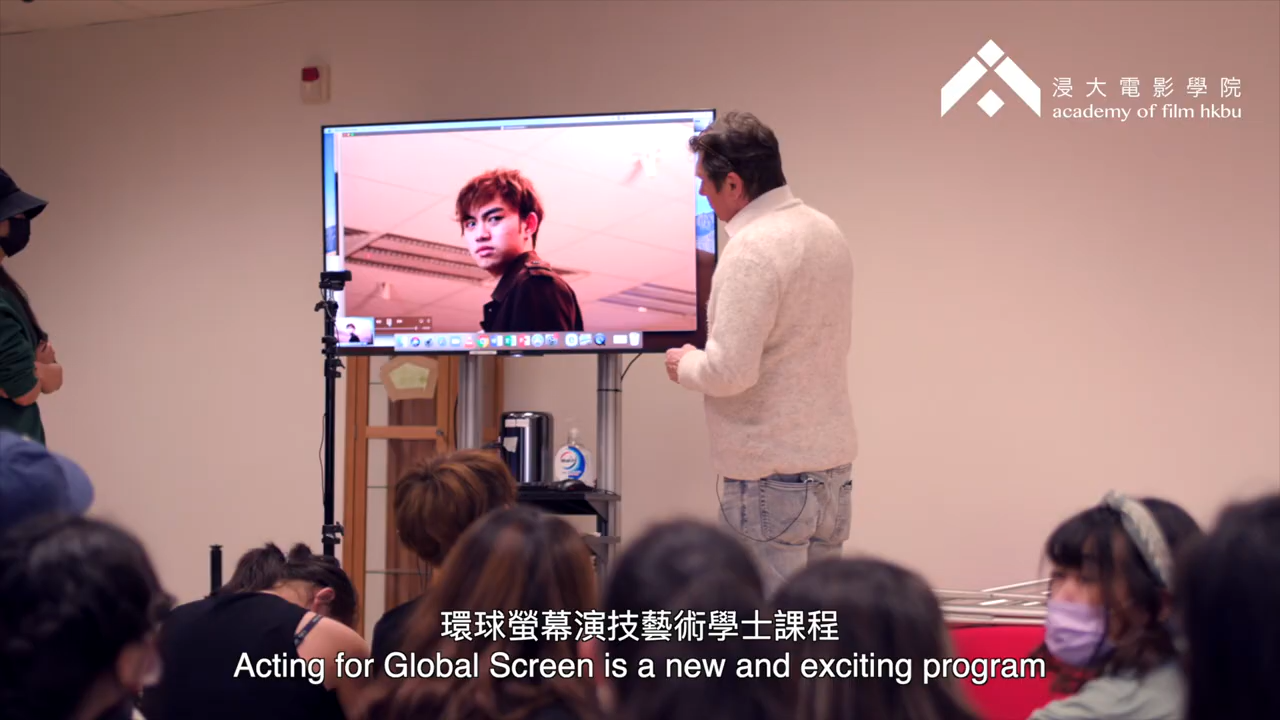 浸大電影學院
academy of film hkbu
環球螢幕演技藝術學士課程
Acting for Global Screen is a new and exciting program